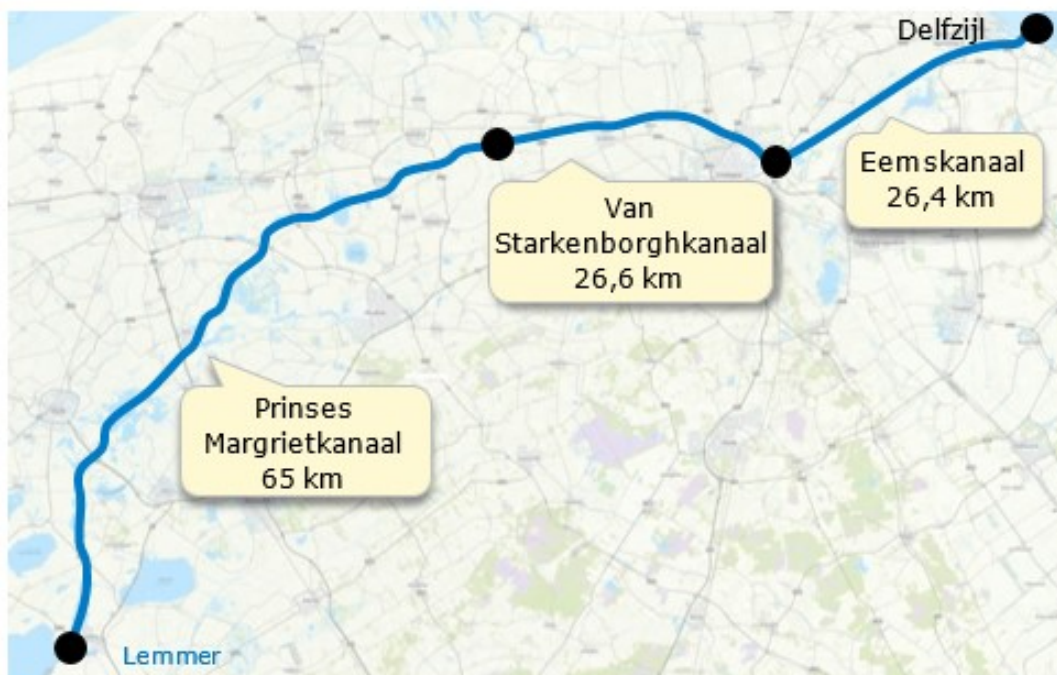 Delfzijl
Eemskanaal
26,4 km
Van
Starkenborghkanaal
26,6 km
Prinses
Margrietkanaal
65 km
Lemmer